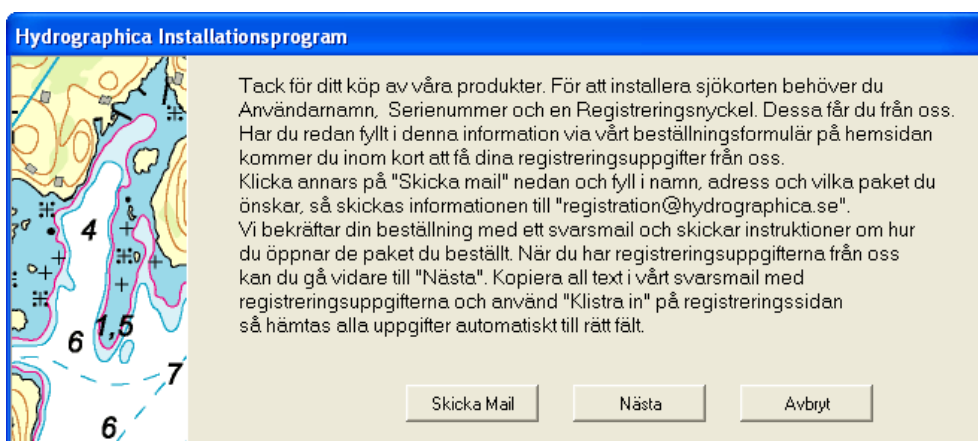 Hydrographica Installationsprogram
Tack för ditt köp av våra produkter. För att installera sjökorten behöver du
Användarnamn, Serienummer och en Registreringsnyckel. Dessa får du från oss.
Har du redan fyllt i denna information via vårt beställningsformulär på hemsidan
kommer du inom kort att få dina registreringsuppgifter från oss.
Klicka annars på "Skicka mail" nedan och fyll i namn, adress och vilka paket du
önskar, så skickas informationen till "registration@hydrographica.se".
Vi bekräftar din beställning med ett svarsmail och skickar instruktioner om hur
du öppnar de paket du beställt. När du har registreringsuppgifterna från oss
kan du gå vidare till "Nästa". Kopiera all text i vårt svarsmail med
registreringsuppgifterna och använd "Klistra in" på registreringssidan
så hämtas alla uppgifter automatiskt till rätt fält.
4
1,5
6
7
6
Skicka Mail Nästa Avbryt